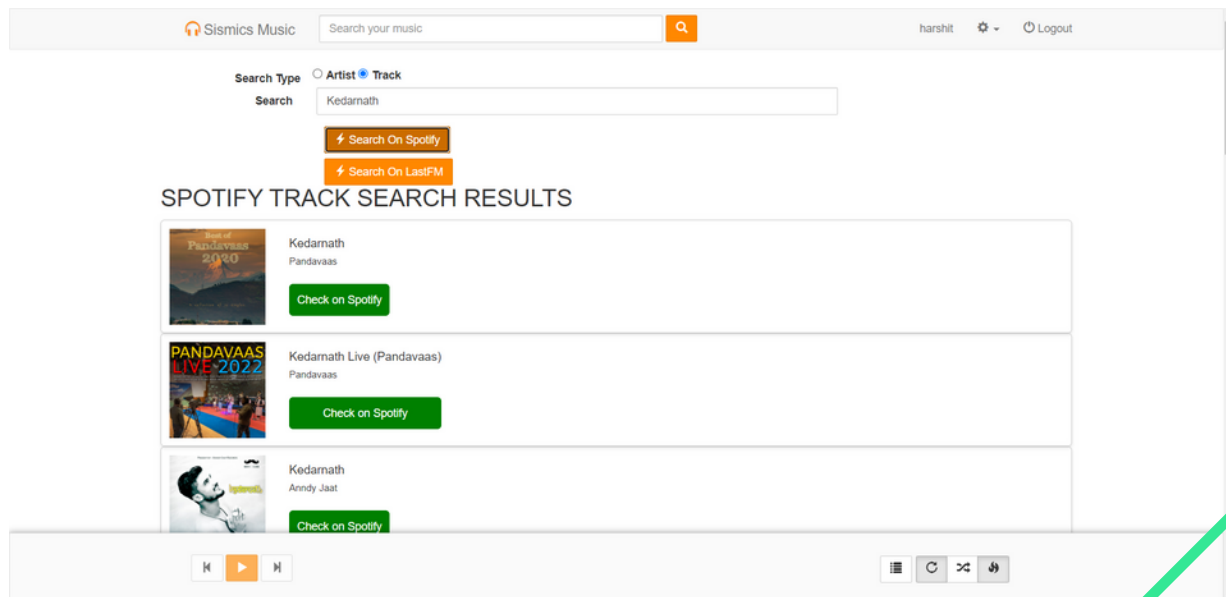 Sismics Music
Search your music
harshit
Logout
Search Type
Artist
Track
Search
Kedarnath
Search On Spotify
Search On LastFM
SPOTIFY TRACK SEARCH RESULTS
Best of
Pandavaas
2020
Kedarnath
Pandavaas
Check on Spotify
PANDAVAAS
LIVE-2022
Kedarnath Live (Pandavaas)
Pandavaas
Check on Spotify
Kedarnath
Anndy Jaat
Check on Spotify